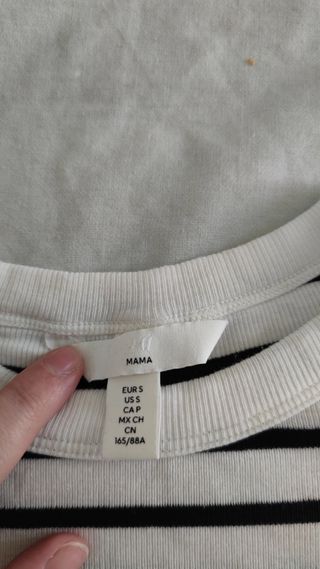 MAMA
EUR S
US S
CA P
MX CH
CN
165/88A